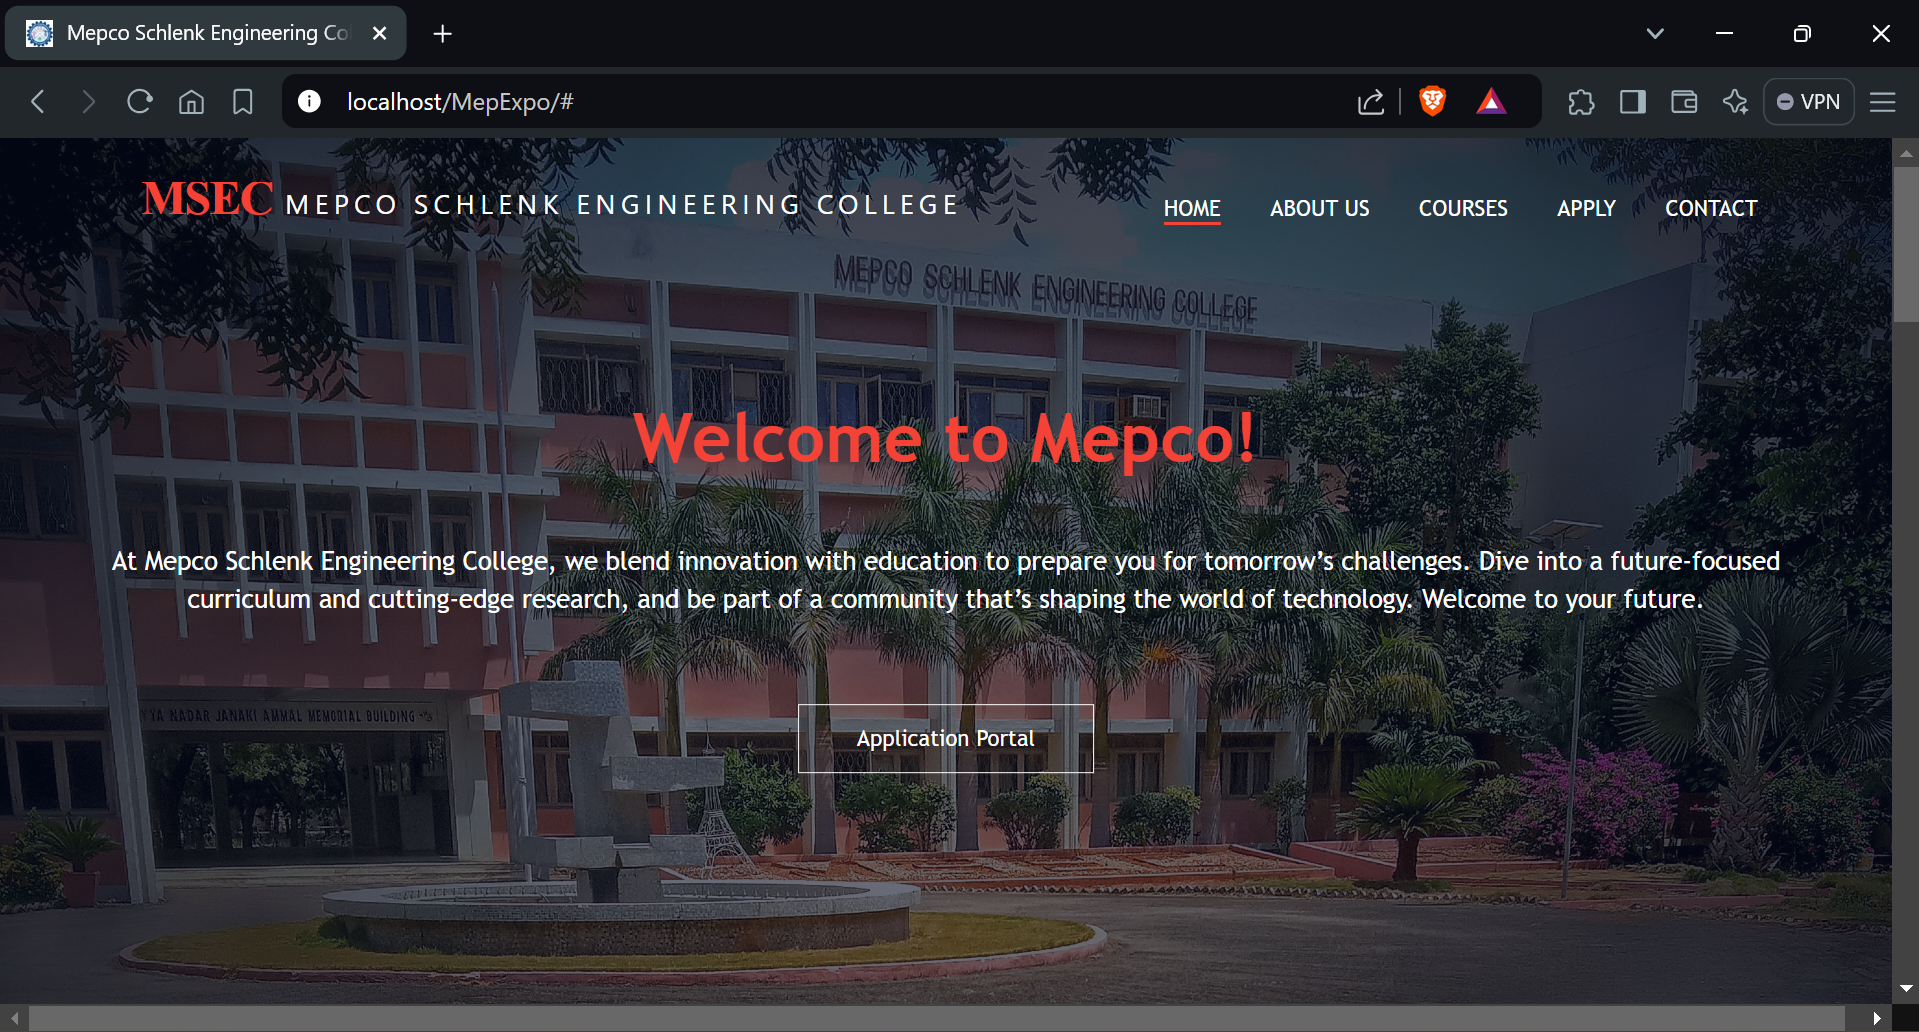 Mepco Schlenk Engineering Co
localhost/MepExpo/#
VPN
MSEC MEPCO SCHLENK ENGINEERING COLLEGE
HOME ABOUT US COURSES APPLY CONTACT
MEPCO SCHLENK ENGINEERING COLLEGE
Welcome to Mepco!
At Mepco Schlenk Engineering College, we blend innovation with education to prepare you for tomorrow’s challenges. Dive into a future-focused
curriculum and cutting-edge research, and be part of a community that’s shaping the world of technology. Welcome to your future.
YA NADAR JANAKI AMMAL MEMORIAL BUILDING
Application Portal